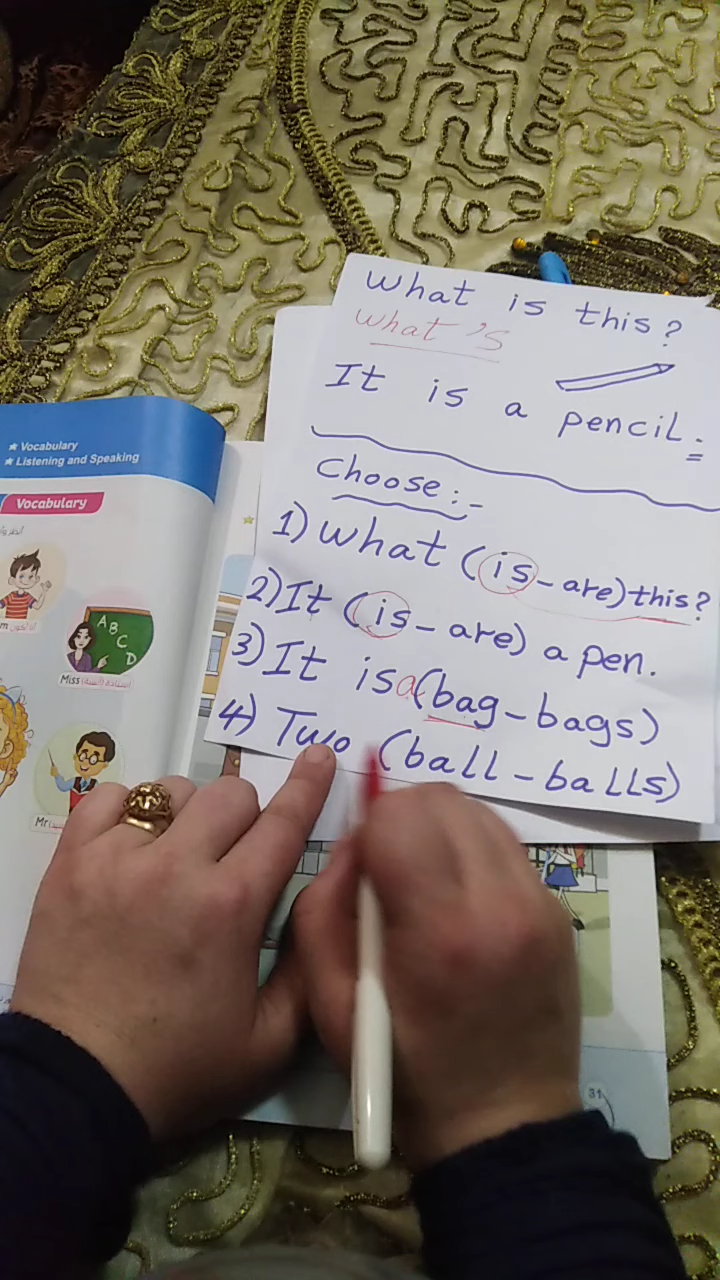 What is this?
What's
It is a pencil.
Choose:-
1) What (is - are) this?
2) It (is - are) a pen.
3) It is a (bag - bags)
4) Two (ball - balls)
★ Vocabulary
★ Listening and Speaking
Vocabulary
A B C D
Miss
Mr
31